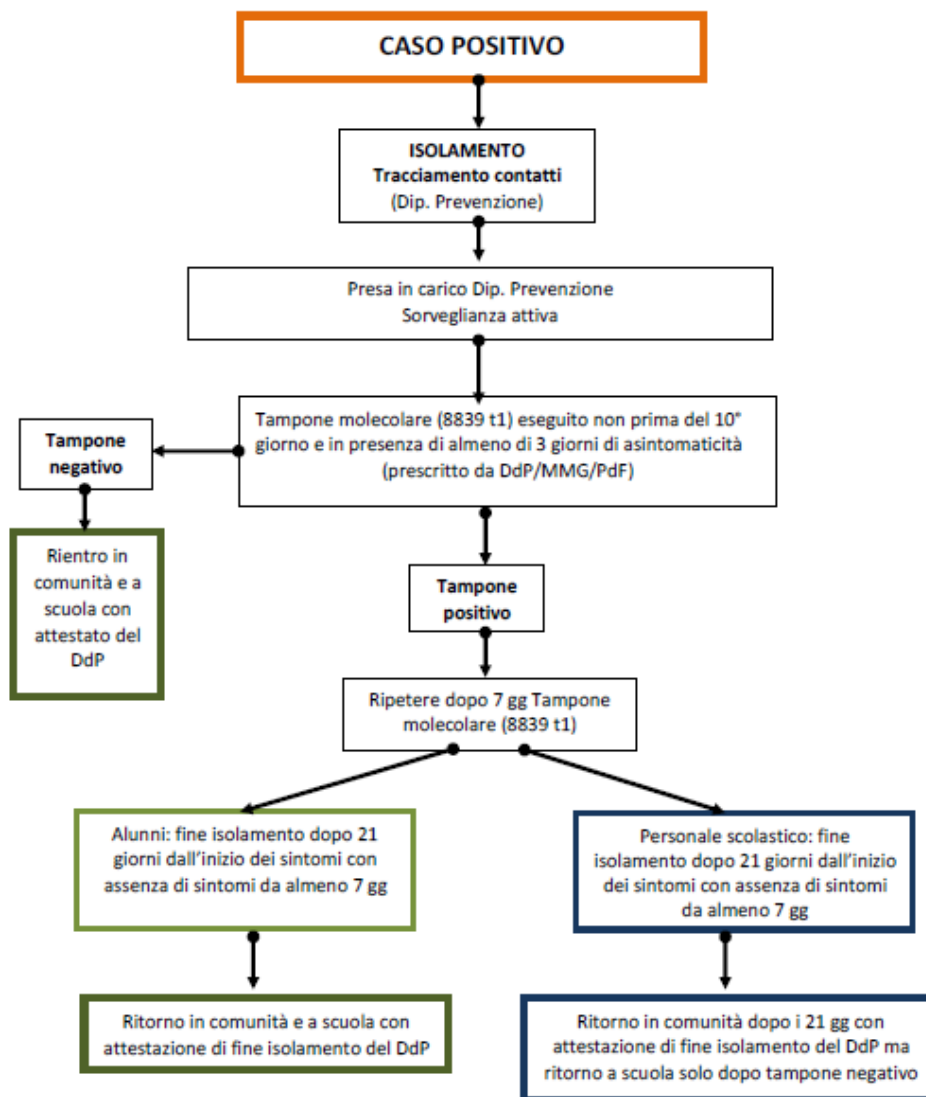 CASO POSITIVO
ISOLAMENTO
Tracciamento contatti
(Dip. Prevenzione)
Presa in carico Dip. Prevenzione
Sorveglianza attiva
Tampone molecolare (8839 t1) eseguito non prima del 10°
giorno e in presenza di almeno di 3 giorni di asintomaticità
(prescritto da DdP/MMG/PdF)
Tampone
negativo
Rientro in
comunità e a
scuola con
attestato del
DdP
Tampone
positivo
Ripetere dopo 7 gg Tampone
molecolare (8839 t1)
Alunni: fine isolamento dopo 21
giorni dall'inizio dei sintomi con
assenza di sintomi da almeno 7 gg
Personale scolastico: fine
isolamento dopo 21 giorni dall'inizio
dei sintomi con assenza di sintomi
da almeno 7 gg
Ritorno in comunità e a scuola con
attestazione di fine isolamento del DdP
Ritorno in comunità dopo i 21 gg con
attestazione di fine isolamento del DdP ma
ritorno a scuola solo dopo tampone negativo